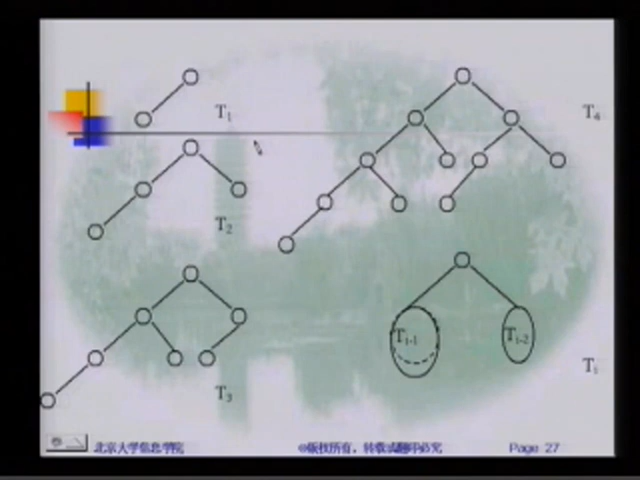 T1
T2
T3
T4
Ti-1
Ti-2
Ti
北京大学信息学院
©版权所有，转载或翻印必究
Page 27